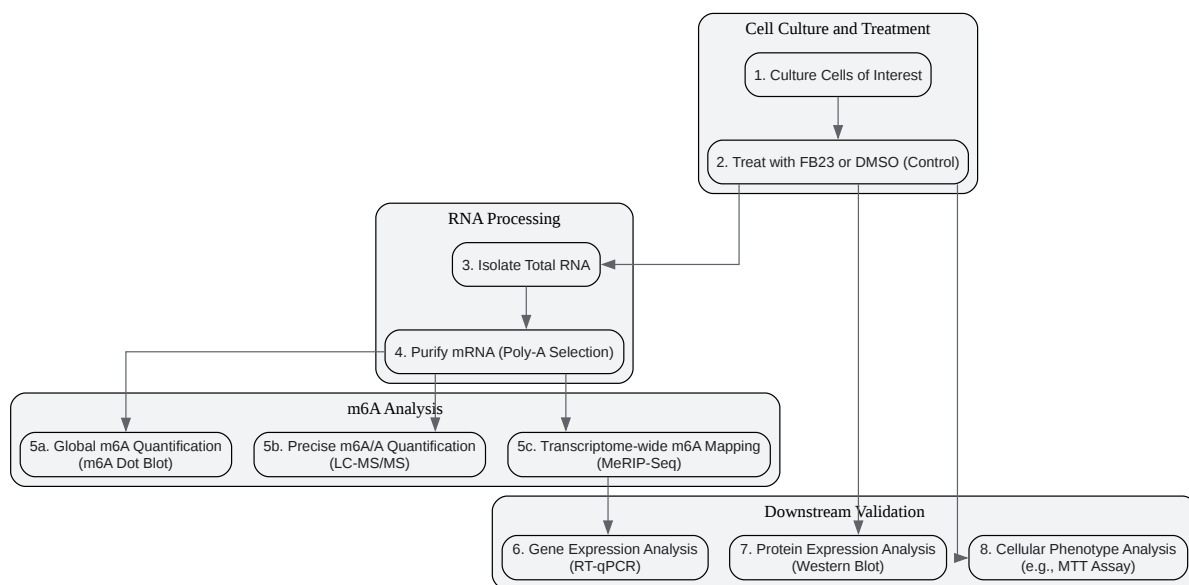 Cell Culture and Treatment
1. Culture Cells of Interest
2. Treat with FB23 or DMSO (Control)
RNA Processing
3. Isolate Total RNA
4. Purify mRNA (Poly-A Selection)
m6A Analysis
5a. Global m6A Quantification
(m6A Dot Blot)
5b. Precise m6A/A Quantification
(LC-MS/MS)
5c. Transcriptome-wide m6A Mapping
(MeRIP-Seq)
Downstream Validation
6. Gene Expression Analysis
(RT-qPCR)
7. Protein Expression Analysis
(Western Blot)
8. Cellular Phenotype Analysis
(e.g., MTT Assay)